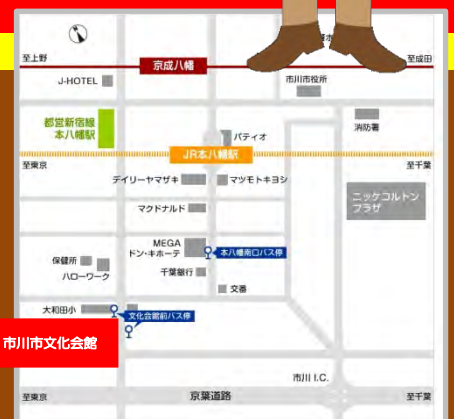 至上野
京成八幡
至成田
J-HOTEL
市川市役所
都営新宿線
本八幡駅
パティオ
消防署
JR本八幡駅
至東京
至千葉
デイリーヤマザキ
マツモトキヨシ
マクドナルド
ニッケコルトン
プラザ
MEGA
ドン・キホーテ
本八幡南口バス停
保健所
千葉銀行
ハローワーク
交番
大和田小
文化会館前バス停
市川市文化会館
市川 I.C.
至東京
京葉道路
至千葉